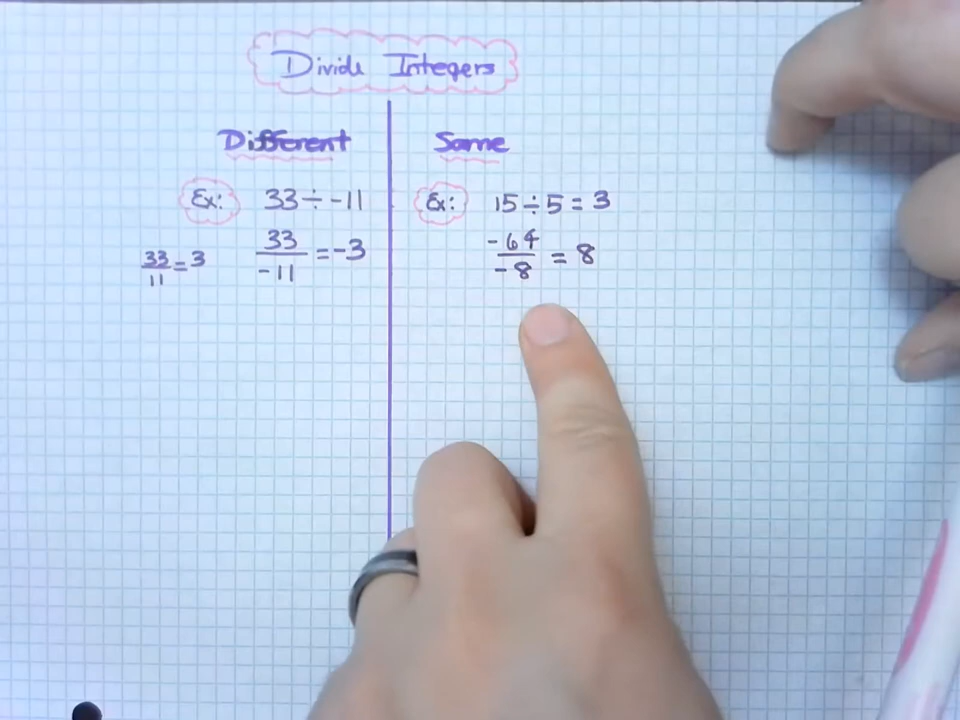 Divide Integers
Different
Ex: 33 ÷ -11
33/11 = 3
33/-11 = -3
Same
Ex: 15 ÷ 5 = 3
-64/-8 = 8